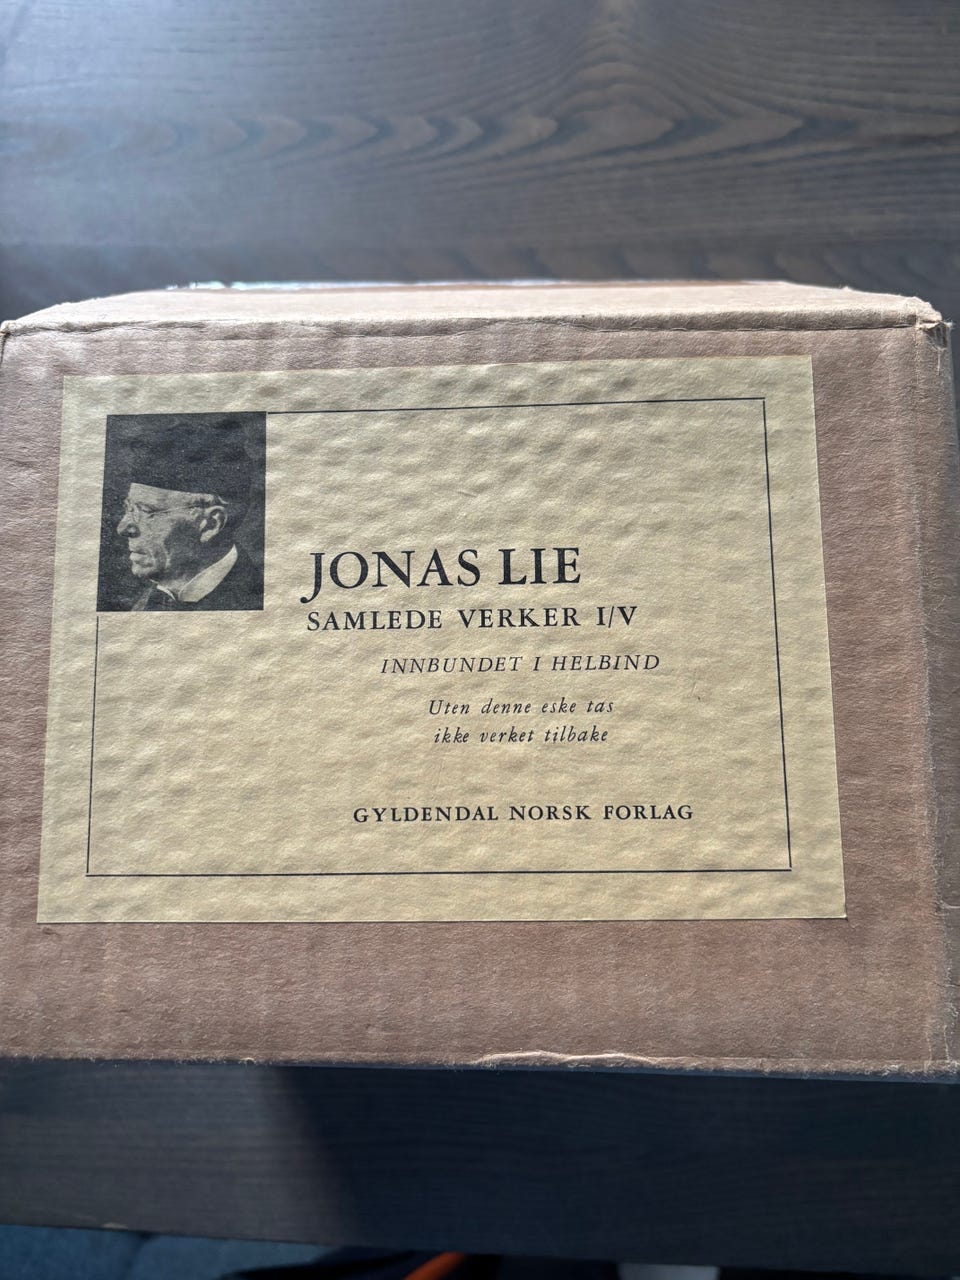 JONAS LIE
SAMLEDE VERKER I/V
INNBUNDET I HELBIND
Uten denne eske tas
ikke verket tilbake
GYLDENDAL NORSK FORLAG